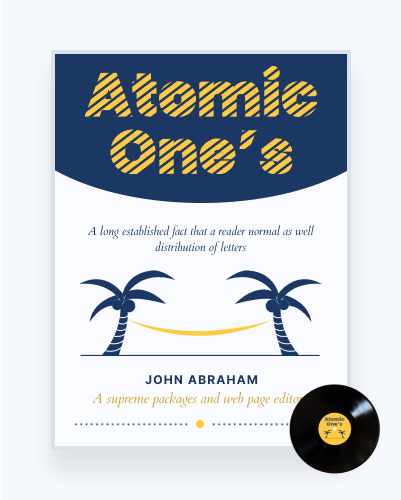 Atomic
One's
A long established fact that a reader normal as well
distribution of letters
JOHN ABRAHAM
A supreme packages and web page editor
Atomic
One's